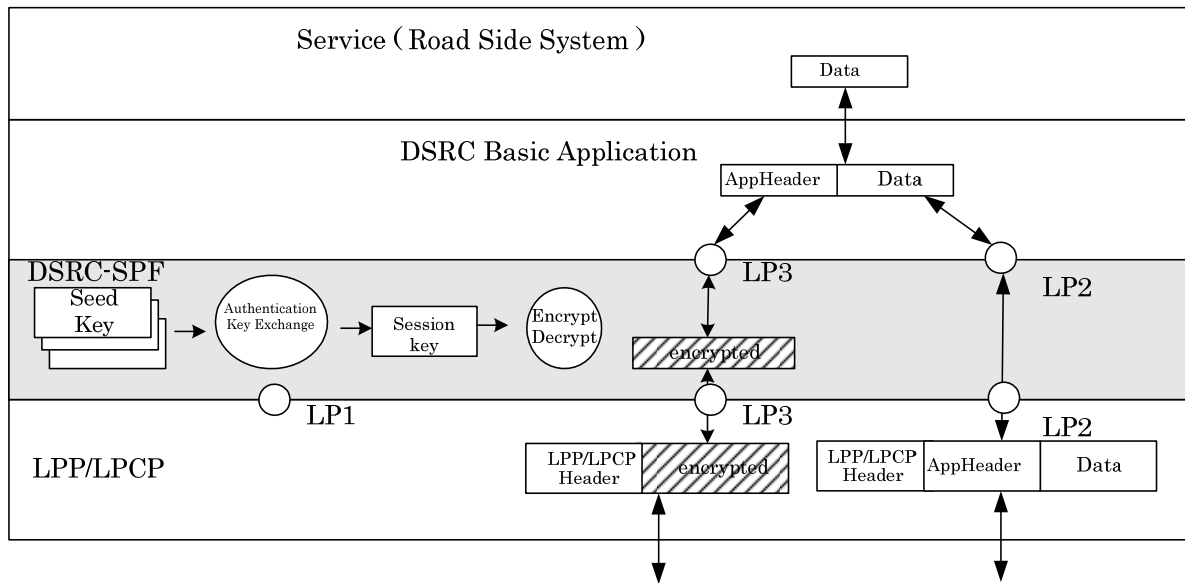 Service ( Road Side System )
Data
DSRC Basic Application
AppHeader
Data
DSRC-SPF
LP3
LP2
Seed
Key
Authentication
Key Exchange
Session
key
Encrypt
Decrypt
encrypted
LP1
LP3
LP2
LPP/LPCP
LPP/LPCP
Header
encrypted
LPP/LPCP
Header
AppHeader
Data